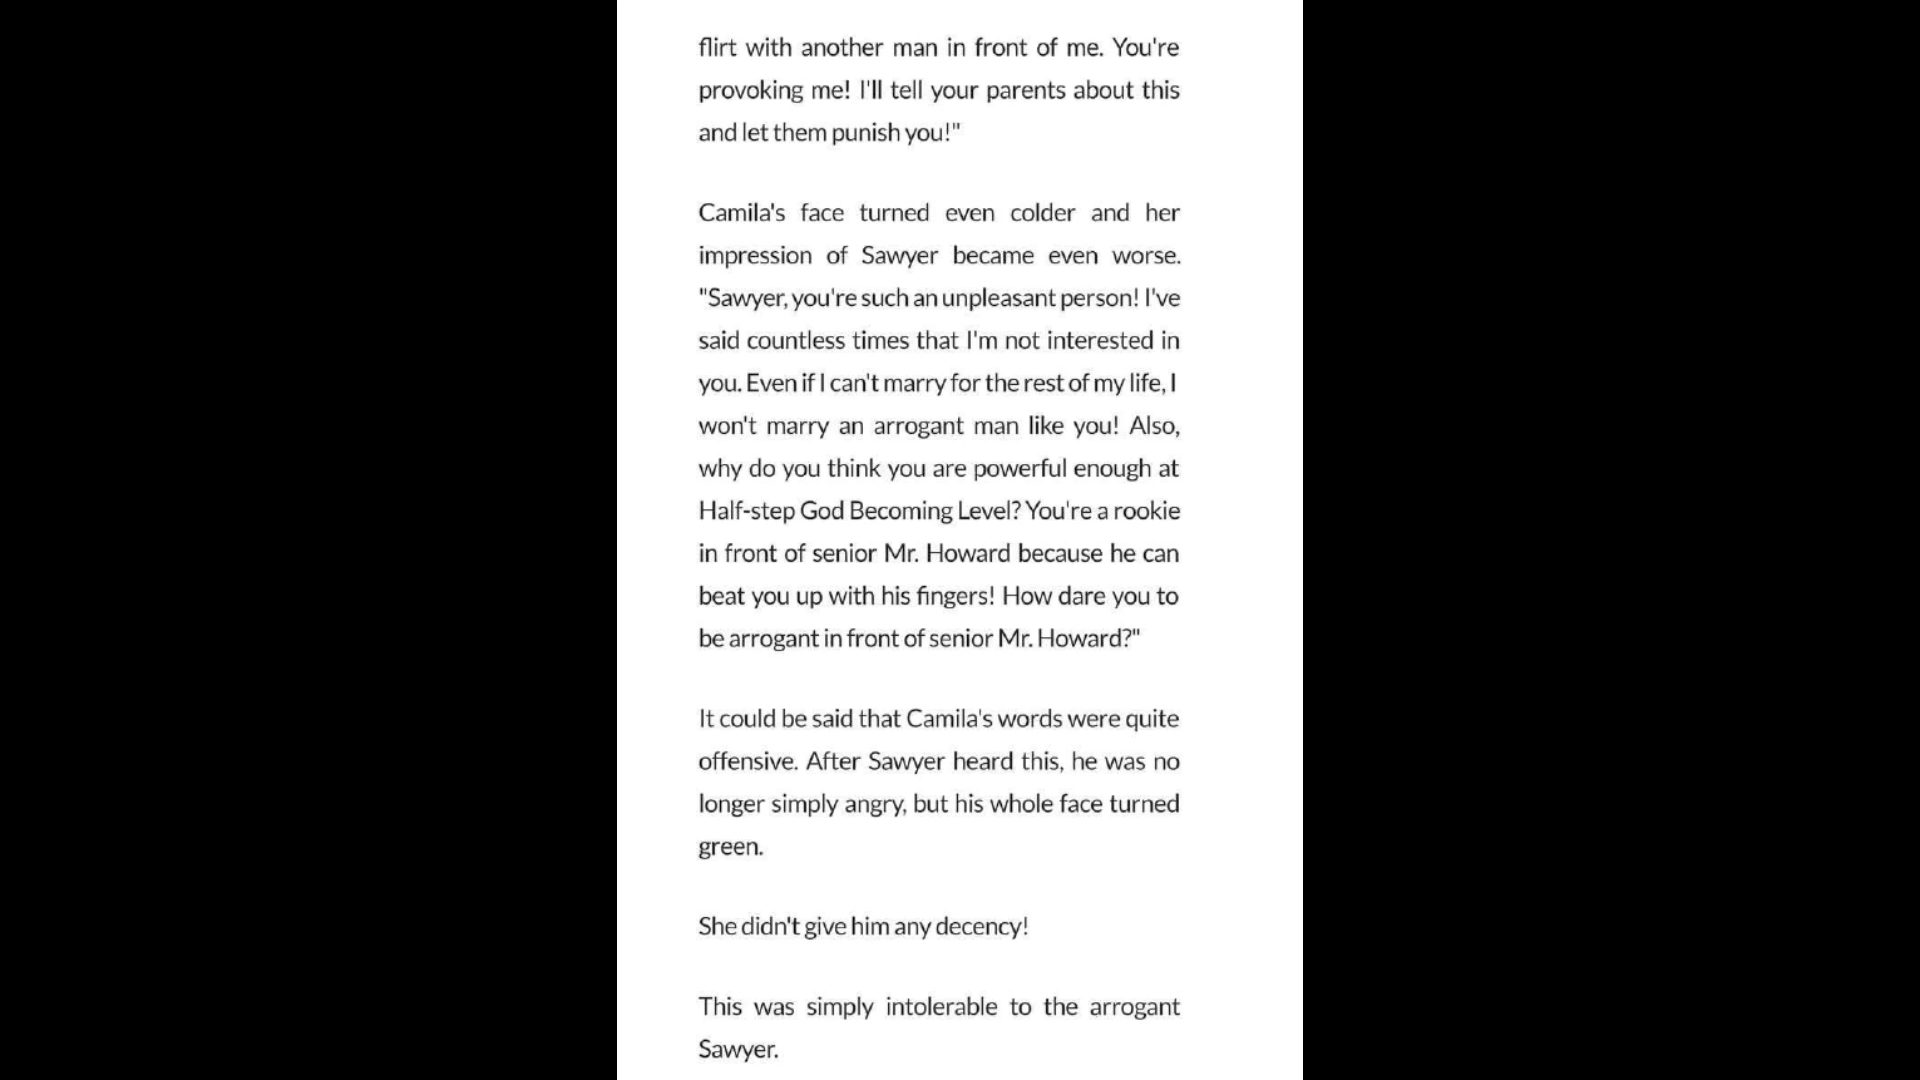 flirt with another man in front of me. You're
provoking me! I'll tell your parents about this
and let them punish you!"
Camila's face turned even colder and her
impression of Sawyer became even worse.
"Sawyer, you're such an unpleasant person! I've
said countless times that I'm not interested in
you. Even if I can't marry for the rest of my life, I
won't marry an arrogant man like you! Also,
why do you think you are powerful enough at
Half-step God Becoming Level? You're a rookie
in front of senior Mr. Howard because he can
beat you up with his fingers! How dare you to
be arrogant in front of senior Mr. Howard?"
It could be said that Camila's words were quite
offensive. After Sawyer heard this, he was no
longer simply angry, but his whole face turned
green.
She didn't give him any decency!
This was simply intolerable to the arrogant
Sawyer.